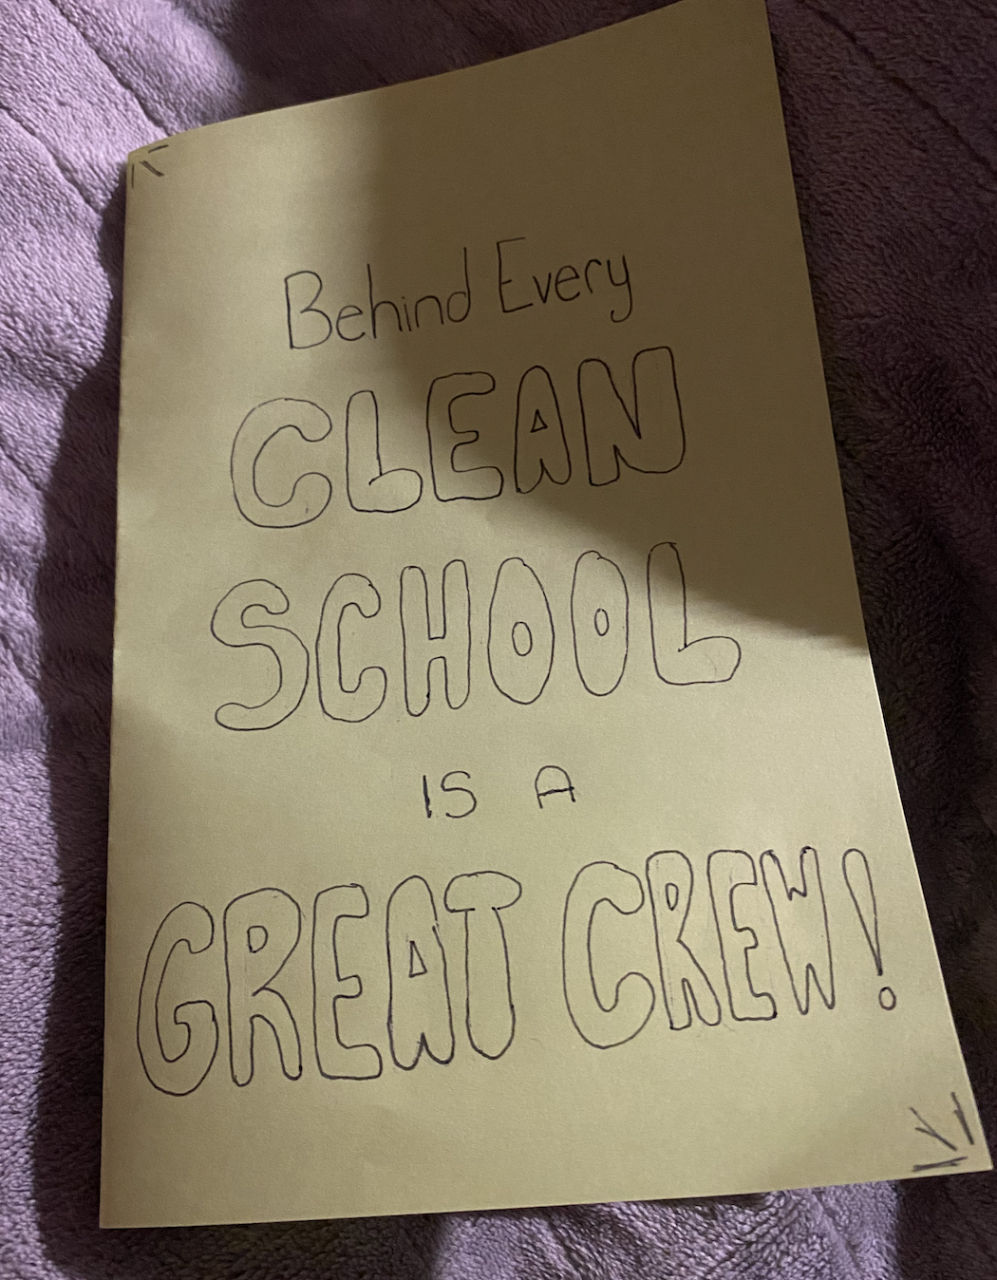 Behind Every
CLEAN
SCHOOL
IS A
GREAT CREW!